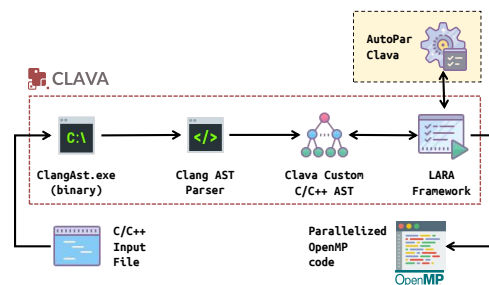 AutoPar
Clava
CLAVA
C:\
</>
ClangAst.exe
(binary)
Clang AST
Parser
Clava Custom
C/C++ AST
LARA
Framework
C/C++
Input
File
Parallelized
OpenMP
code
OpenMP